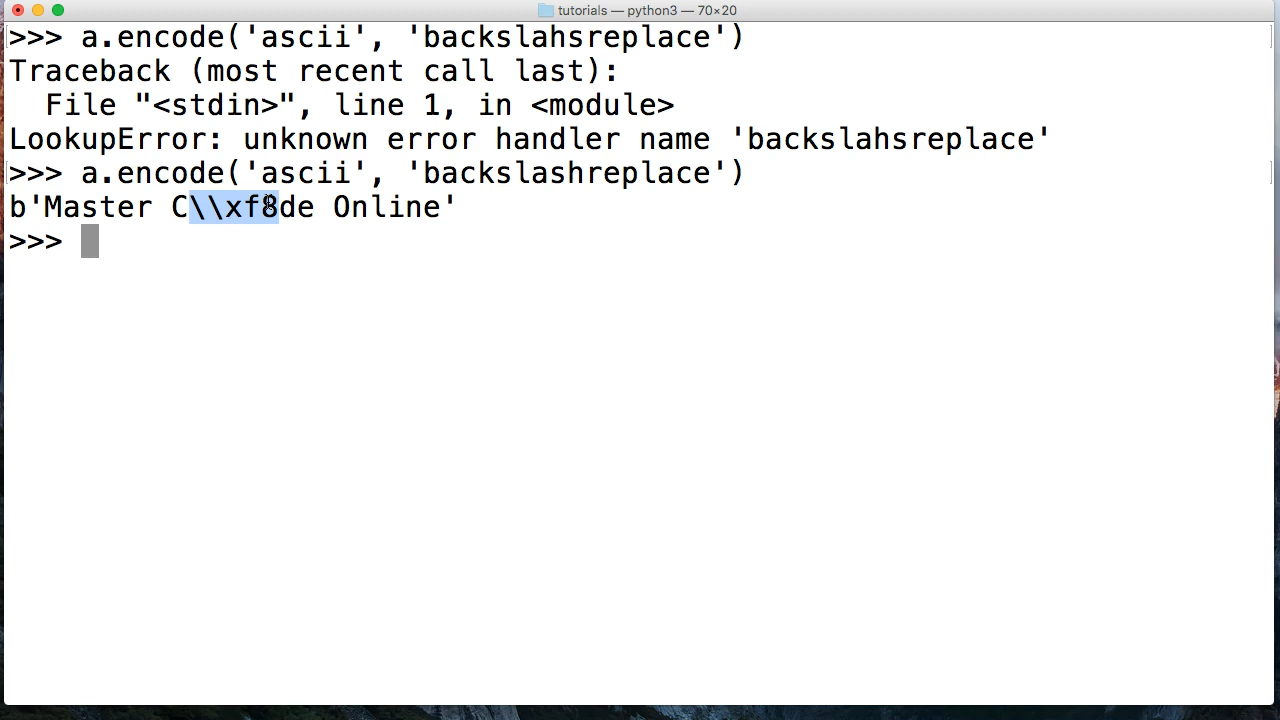 tutorials — python3 — 70×20
>>> a.encode('ascii', 'backslahsreplace')
Traceback (most recent call last):
  File "<stdin>", line 1, in <module>
LookupError: unknown error handler name 'backslahsreplace'
>>> a.encode('ascii', 'backslashreplace')
b'Master C\\xf8de Online'
>>>